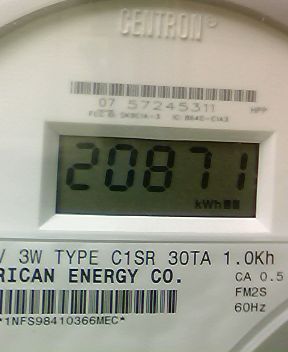 CENTRON®
07 57245311 HPP
20871
kWh
V 3W TYPE C1SR 30TA 1.0Kh
RICAN ENERGY CO. CA 0.5
FM2S
*1NFS98410366MEC* 60Hz